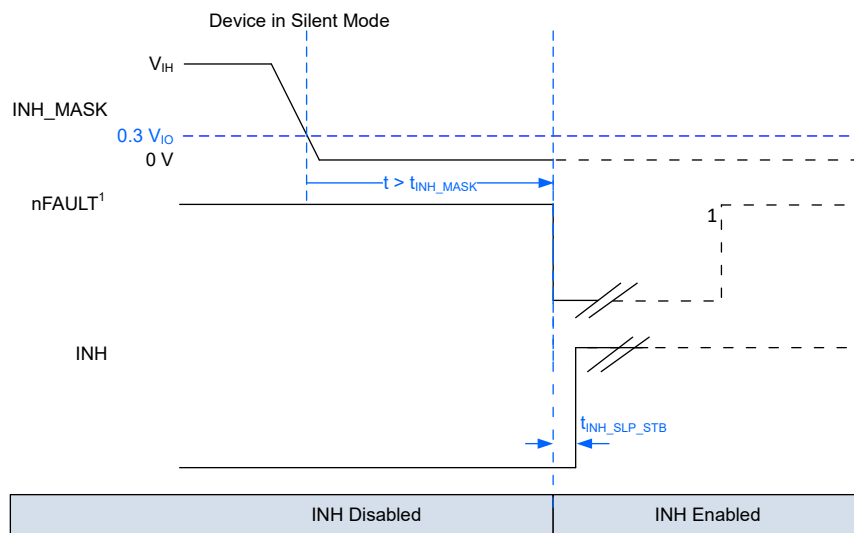 Device in Silent Mode
VIH
INH_MASK
0.3 VIO
0 V
t > tINH_MASK
nFAULT1
1
INH
tINH_SLP_STB
INH Disabled
INH Enabled